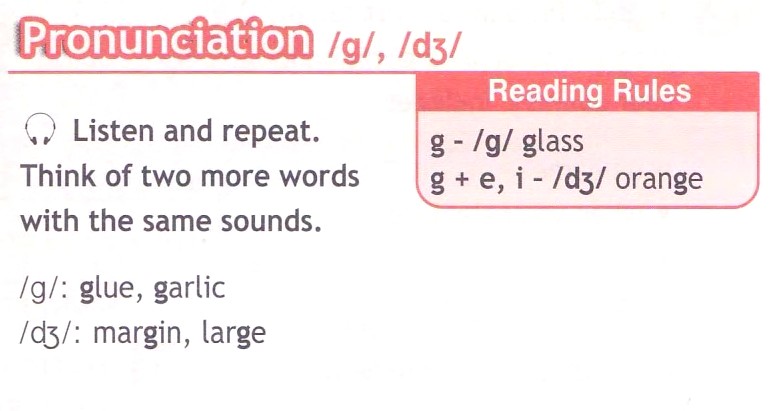 Pronunciation /g/, /dʒ/
Reading Rules
g - /g/ glass
g + e, i - /dʒ/ orange
Listen and repeat.
Think of two more words
with the same sounds.
/g/: glue, garlic
/dʒ/: margin, large